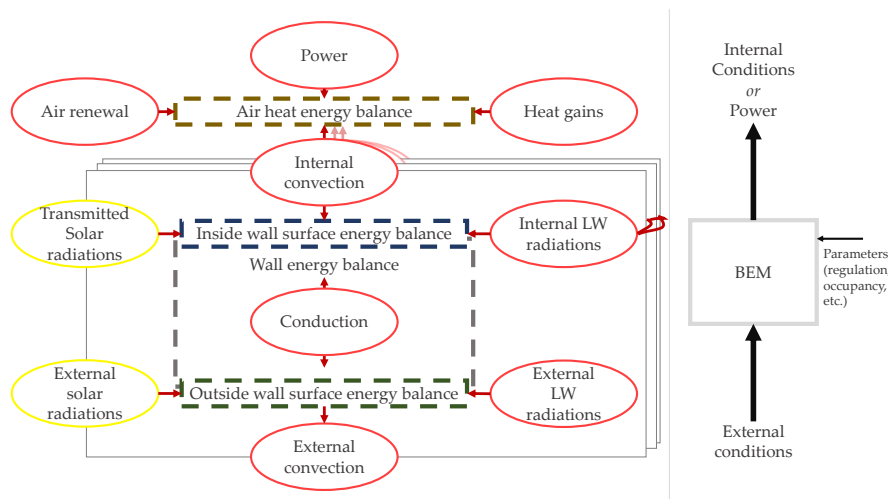 Power
Air renewal
Air heat energy balance
Heat gains
Internal
convection
Transmitted
Solar
radiations
Inside wall surface energy balance
Internal LW
radiations
Wall energy balance
Conduction
External
solar
radiations
Outside wall surface energy balance
External
LW
radiations
External
convection
Internal
Conditions
or
Power
BEM
Parameters
(regulation,
occupancy,
etc.)
External
conditions